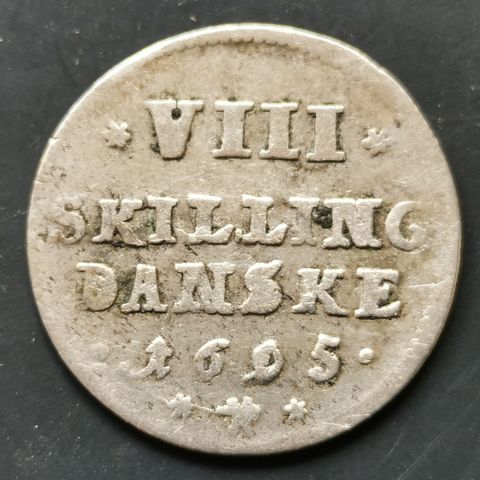 * VIII *
SKILLING
DANSKE
· 1695 ·